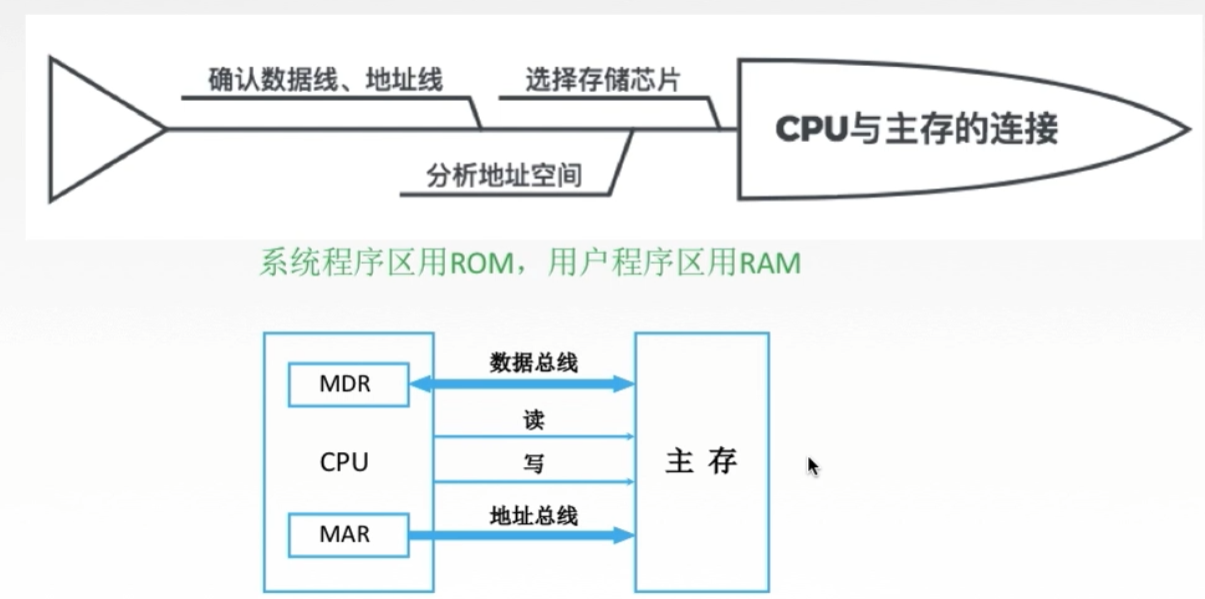 确认数据线、地址线
选择存储芯片
CPU与主存的连接
分析地址空间
系统程序区用ROM，用户程序区用RAM
数据总线
MDR
读
CPU
写
主 存
地址总线
MAR